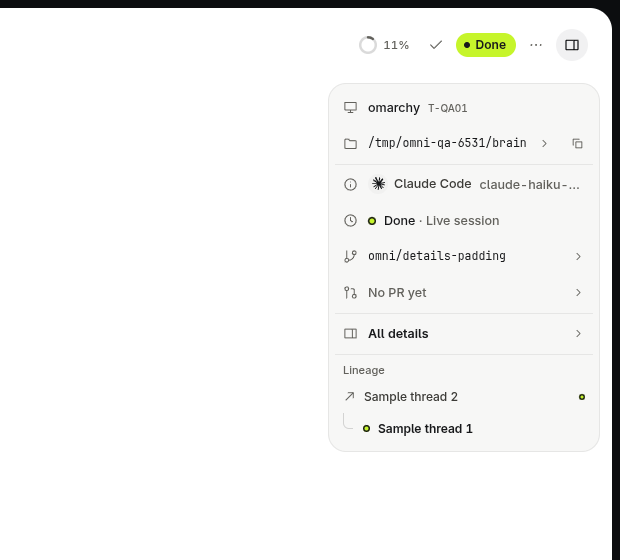 11%
Done
omarchy T-QA01
/tmp/omni-qa-6531/brain
Claude Code claude-haiku-...
Done · Live session
omni/details-padding
No PR yet
All details
Lineage
Sample thread 2
Sample thread 1